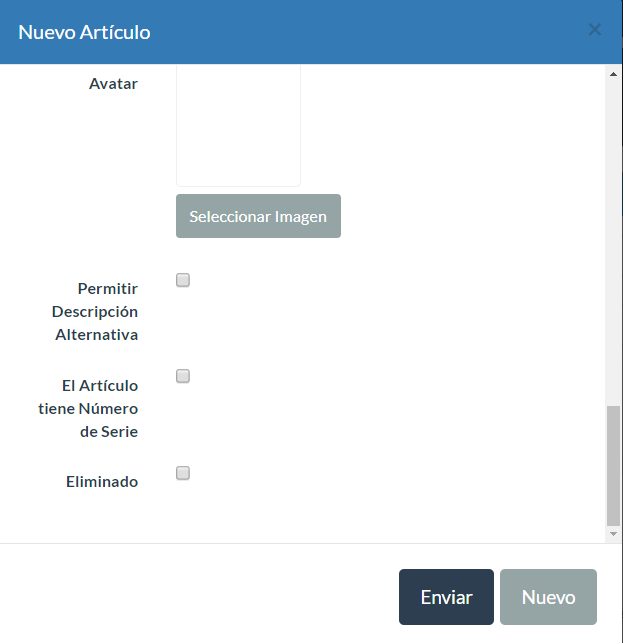 Nuevo Artículo
×
Avatar
Seleccionar Imagen
Permitir
Descripción
Alternativa
El Artículo
tiene Número
de Serie
Eliminado
Enviar
Nuevo